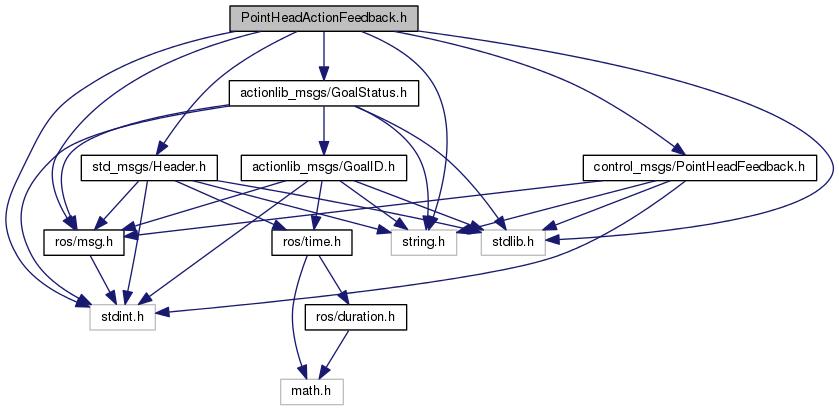 PointHeadActionFeedback.h
actionlib_msgs/GoalStatus.h
std_msgs/Header.h
actionlib_msgs/GoalID.h
control_msgs/PointHeadFeedback.h
ros/msg.h
ros/time.h
string.h
stdlib.h
stdint.h
ros/duration.h
math.h